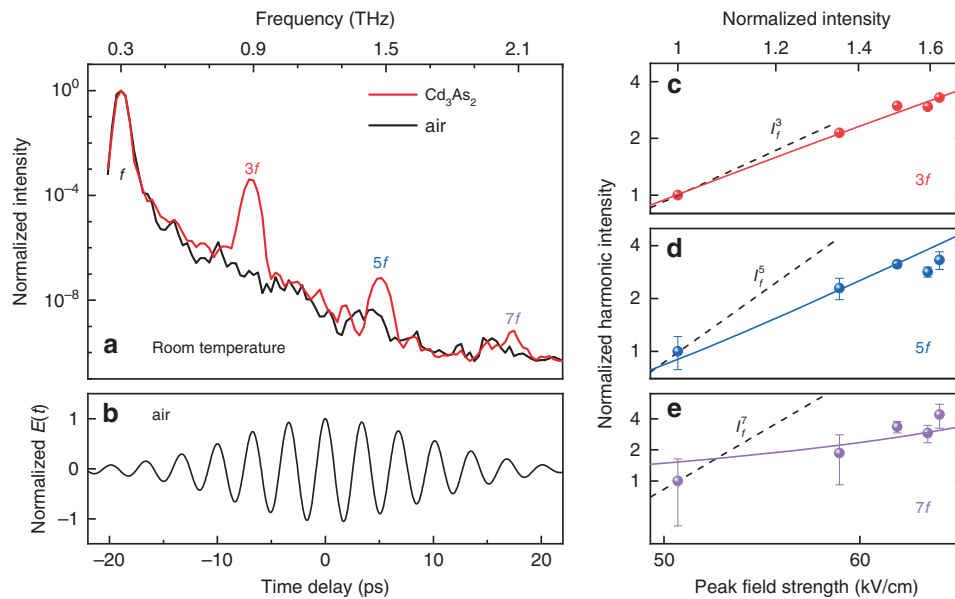 Frequency (THz)
0.3 0.9 1.5 2.1
Normalized intensity
10⁰
10⁻⁴
10⁻⁸
Cd₃As₂
air
f
3f
5f
7f
a Room temperature
b air
Normalized E(t)
1
0
−1
−20 −10 0 10 20
Time delay (ps)
Normalized intensity
1 1.2 1.4 1.6
Normalized harmonic intensity
c
4
2
1
I_f^3
3f
d
4
2
1
I_f^5
5f
e
4
2
1
I_f^7
7f
50 60
Peak field strength (kV/cm)